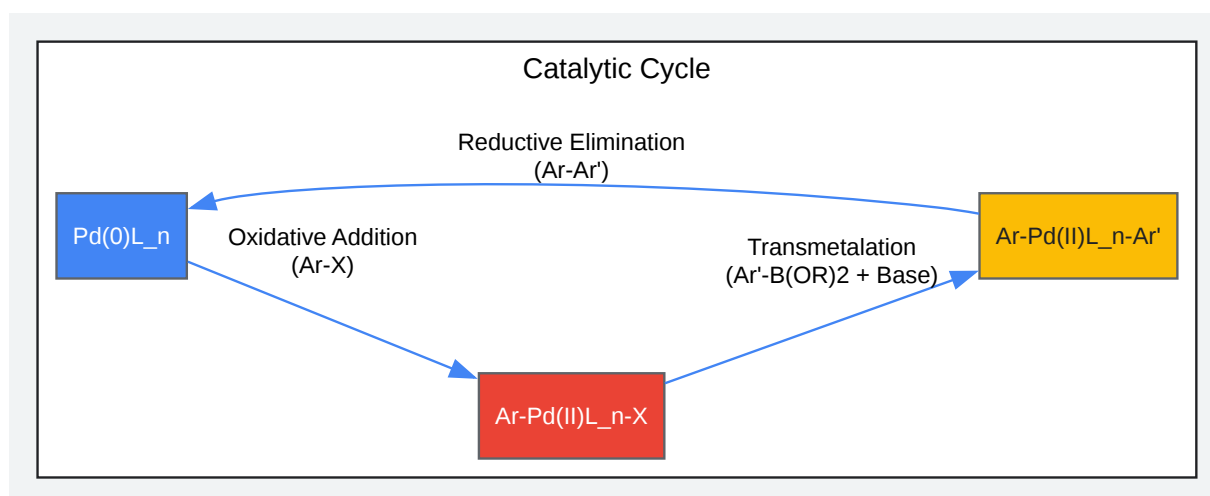 Catalytic Cycle
Reductive Elimination
(Ar-Ar')
Pd(0)L_n
Oxidative Addition
(Ar-X)
Transmetalation
(Ar'-B(OR)2 + Base)
Ar-Pd(II)L_n-Ar'
Ar-Pd(II)L_n-X